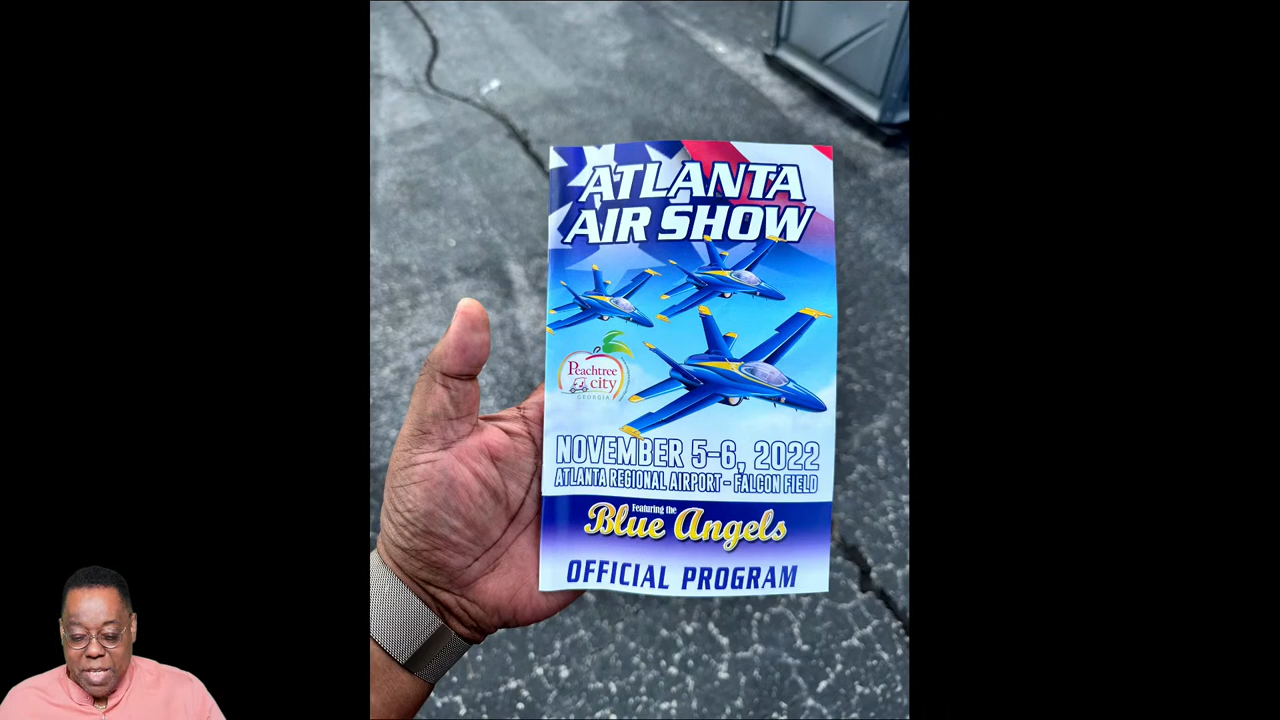 ATLANTA
AIR SHOW
Peachtree
city
GEORGIA
NOVEMBER 5-6, 2022
ATLANTA REGIONAL AIRPORT - FALCON FIELD
Featuring the
Blue Angels
OFFICIAL PROGRAM